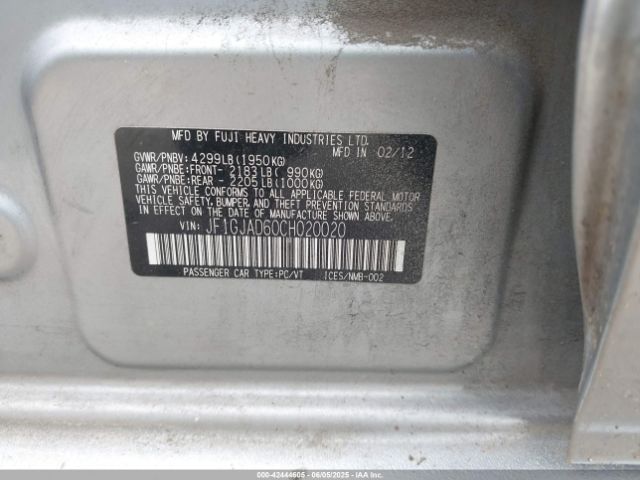 MFD BY FUJI HEAVY INDUSTRIES LTD.
MFD IN 02/12
GVWR/PNBV: 4299LB(1950KG)
GAWR/PNBE:FRONT- 2183LB( 990KG)
GAWR/PNBE:REAR - 2205LB(1000KG)
THIS VEHICLE CONFORMS TO ALL APPLICABLE FEDERAL MOTOR
VEHICLE SAFETY, BUMPER, AND THEFT PREVENTION STANDARDS
IN EFFECT ON THE DATE OF MANUFACTURE SHOWN ABOVE.
VIN: JF1GJAD60CH020020
PASSENGER CAR TYPE:PC/VT ICES/NMB-002
000-42444605 - 06/05/2025 - IAA Inc.